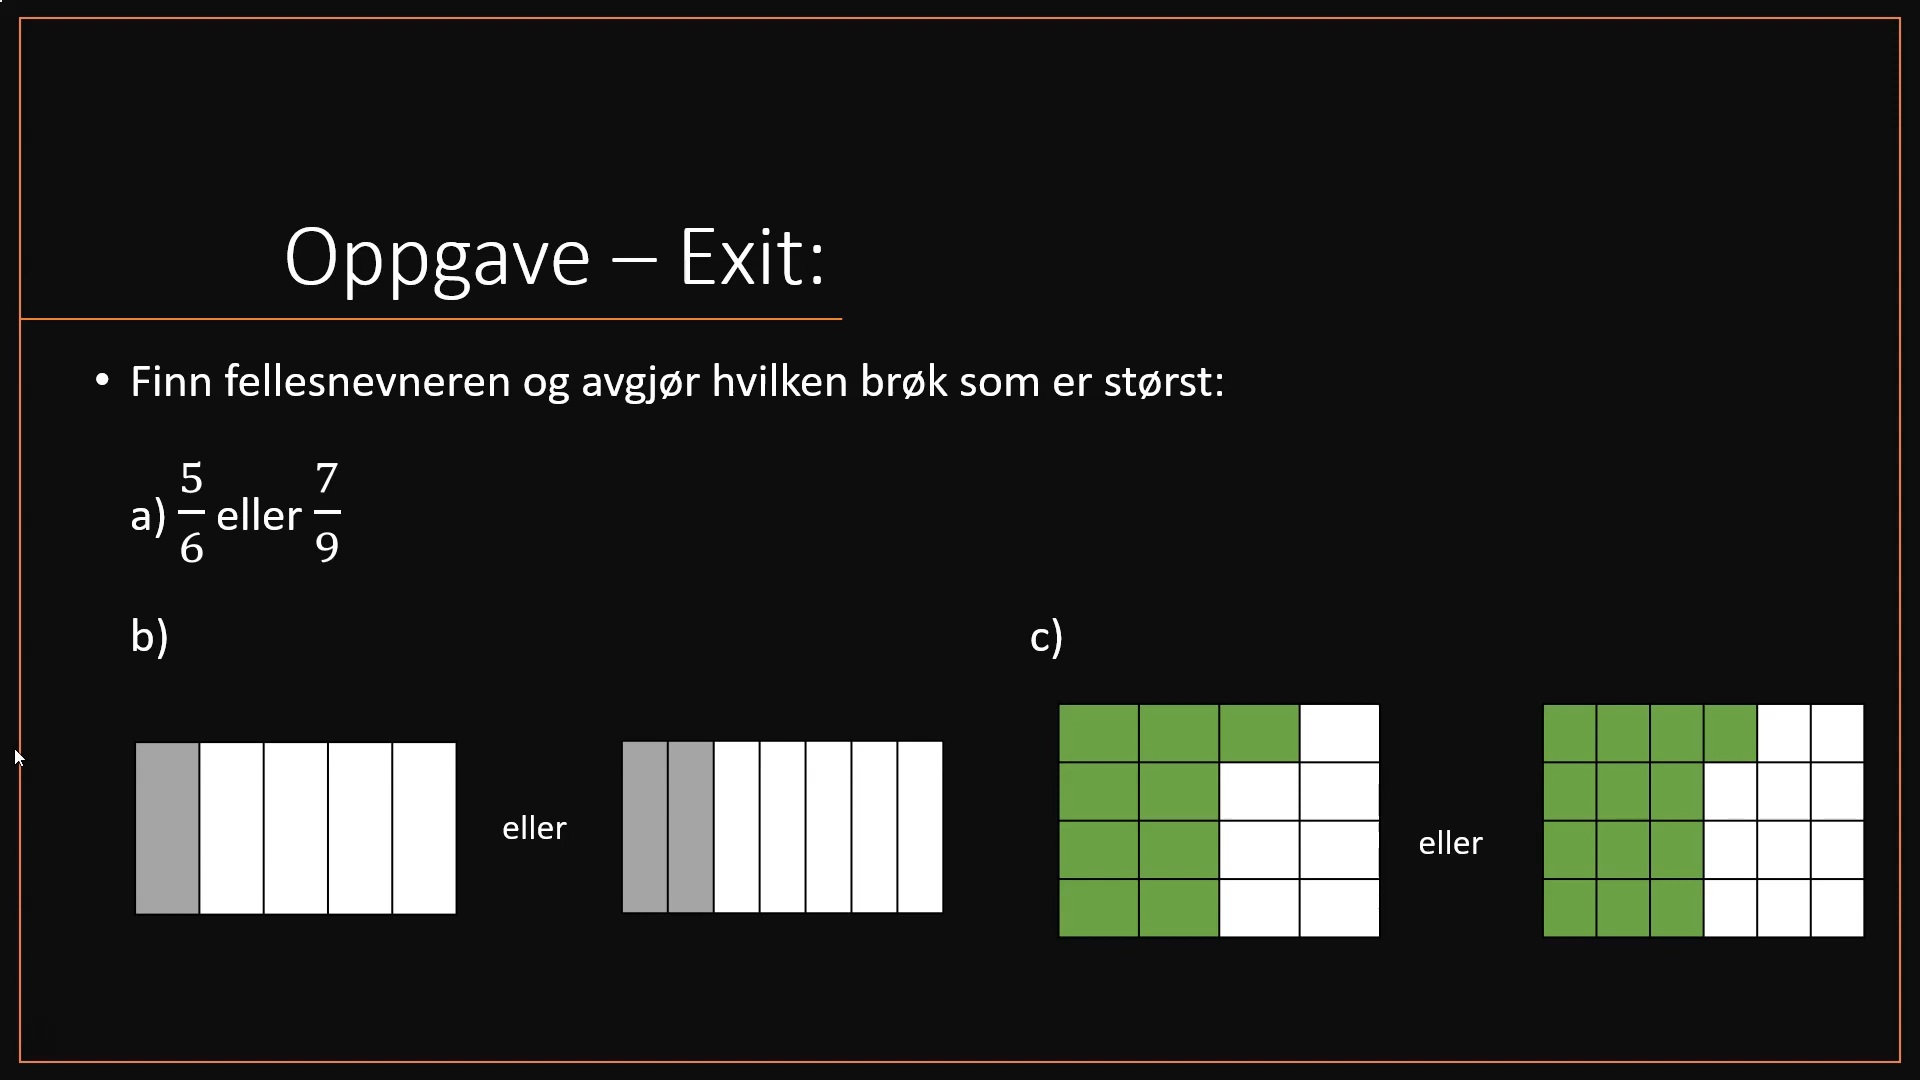 Oppgave – Exit:
• Finn fellesnevneren og avgjør hvilken brøk som er størst:
a) 5/6 eller 7/9
b)
c)
eller
eller